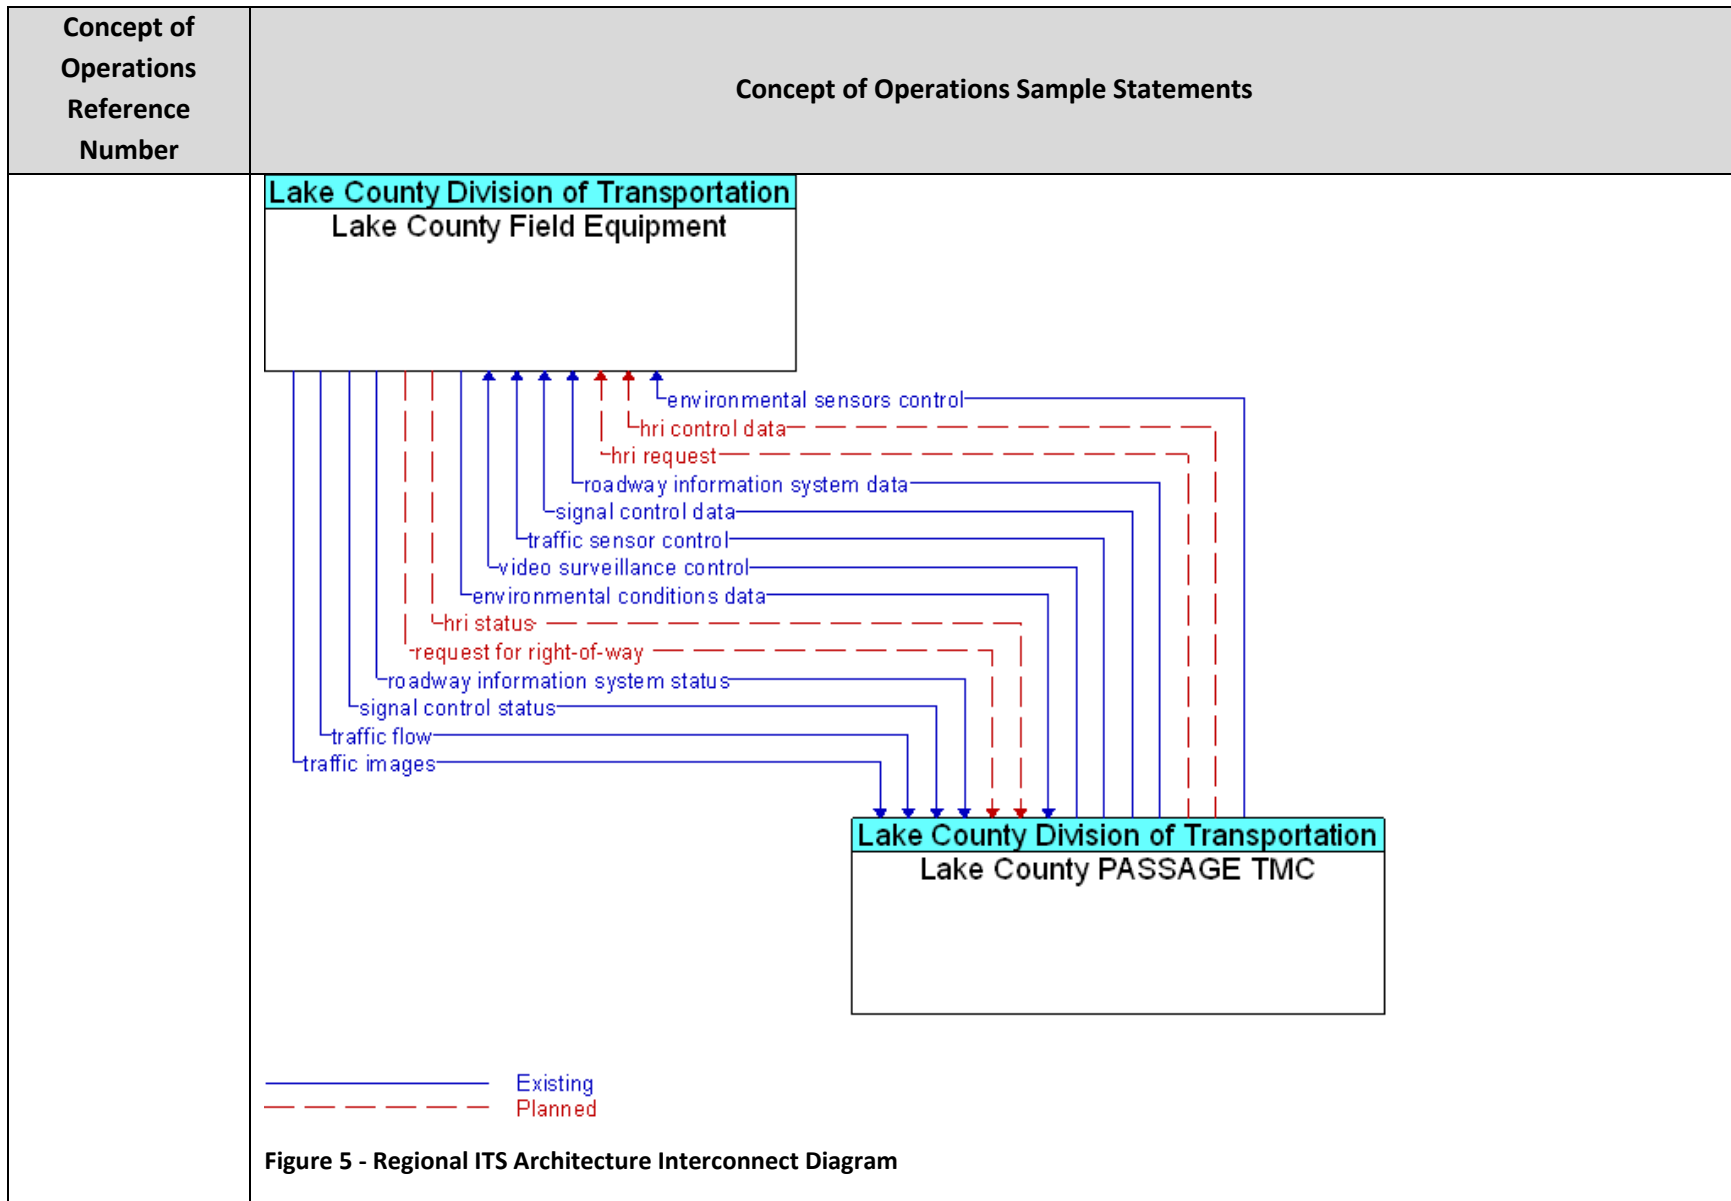 Concept of
Operations
Reference
Number
Concept of Operations Sample Statements
Lake County Division of Transportation
Lake County Field Equipment
environmental sensors control
hri control data
hri request
roadway information system data
signal control data
traffic sensor control
video surveillance control
environmental conditions data
hri status
request for right-of-way
roadway information system status
signal control status
traffic flow
traffic images
Lake County Division of Transportation
Lake County PASSAGE TMC
Existing
Planned
Figure 5 - Regional ITS Architecture Interconnect Diagram